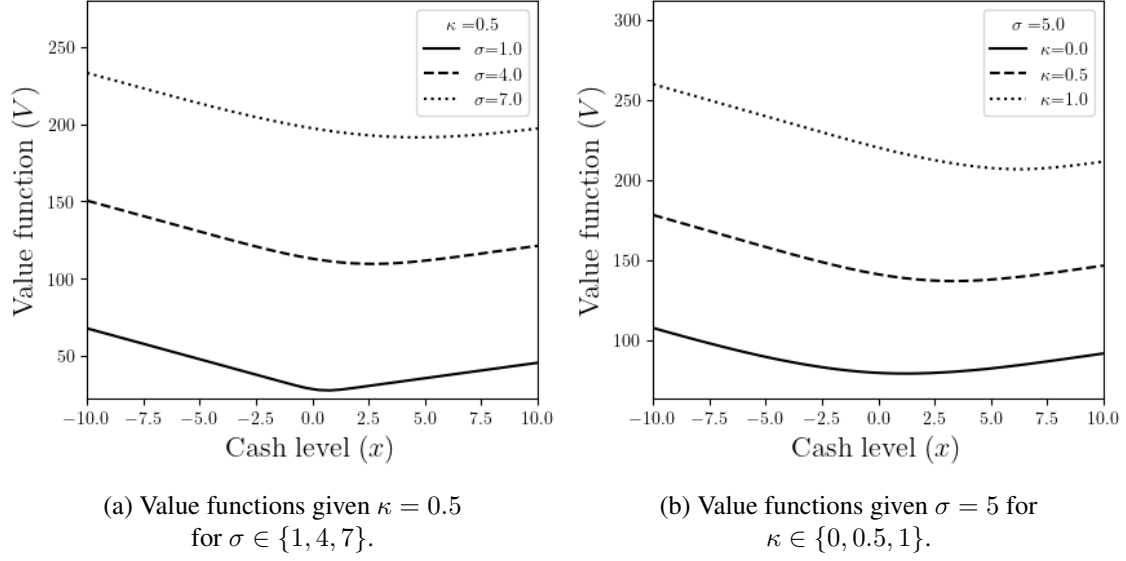 250
200
150
100
50
Value function (V)
κ =0.5
σ=1.0
σ=4.0
σ=7.0
−10.0 −7.5 −5.0 −2.5 0.0 2.5 5.0 7.5 10.0
Cash level (x)
(a) Value functions given κ = 0.5
for σ ∈ {1, 4, 7}.
300
250
200
150
100
Value function (V)
σ =5.0
κ=0.0
κ=0.5
κ=1.0
−10.0 −7.5 −5.0 −2.5 0.0 2.5 5.0 7.5 10.0
Cash level (x)
(b) Value functions given σ = 5 for
κ ∈ {0, 0.5, 1}.